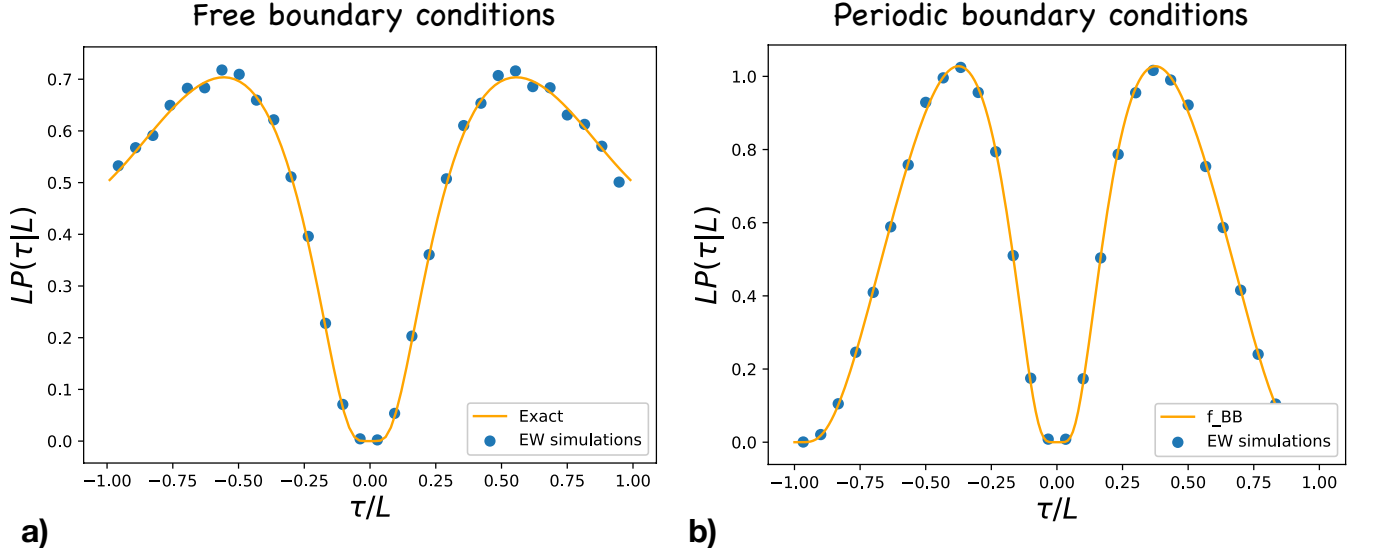 Free boundary conditions
LP(τ|L)
0.7
0.6
0.5
0.4
0.3
0.2
0.1
0.0
Exact
EW simulations
−1.00 −0.75 −0.50 −0.25 0.00 0.25 0.50 0.75 1.00
τ/L
a)
Periodic boundary conditions
LP(τ|L)
1.0
0.8
0.6
0.4
0.2
0.0
f_BB
EW simulations
−1.00 −0.75 −0.50 −0.25 0.00 0.25 0.50 0.75 1.00
τ/L
b)